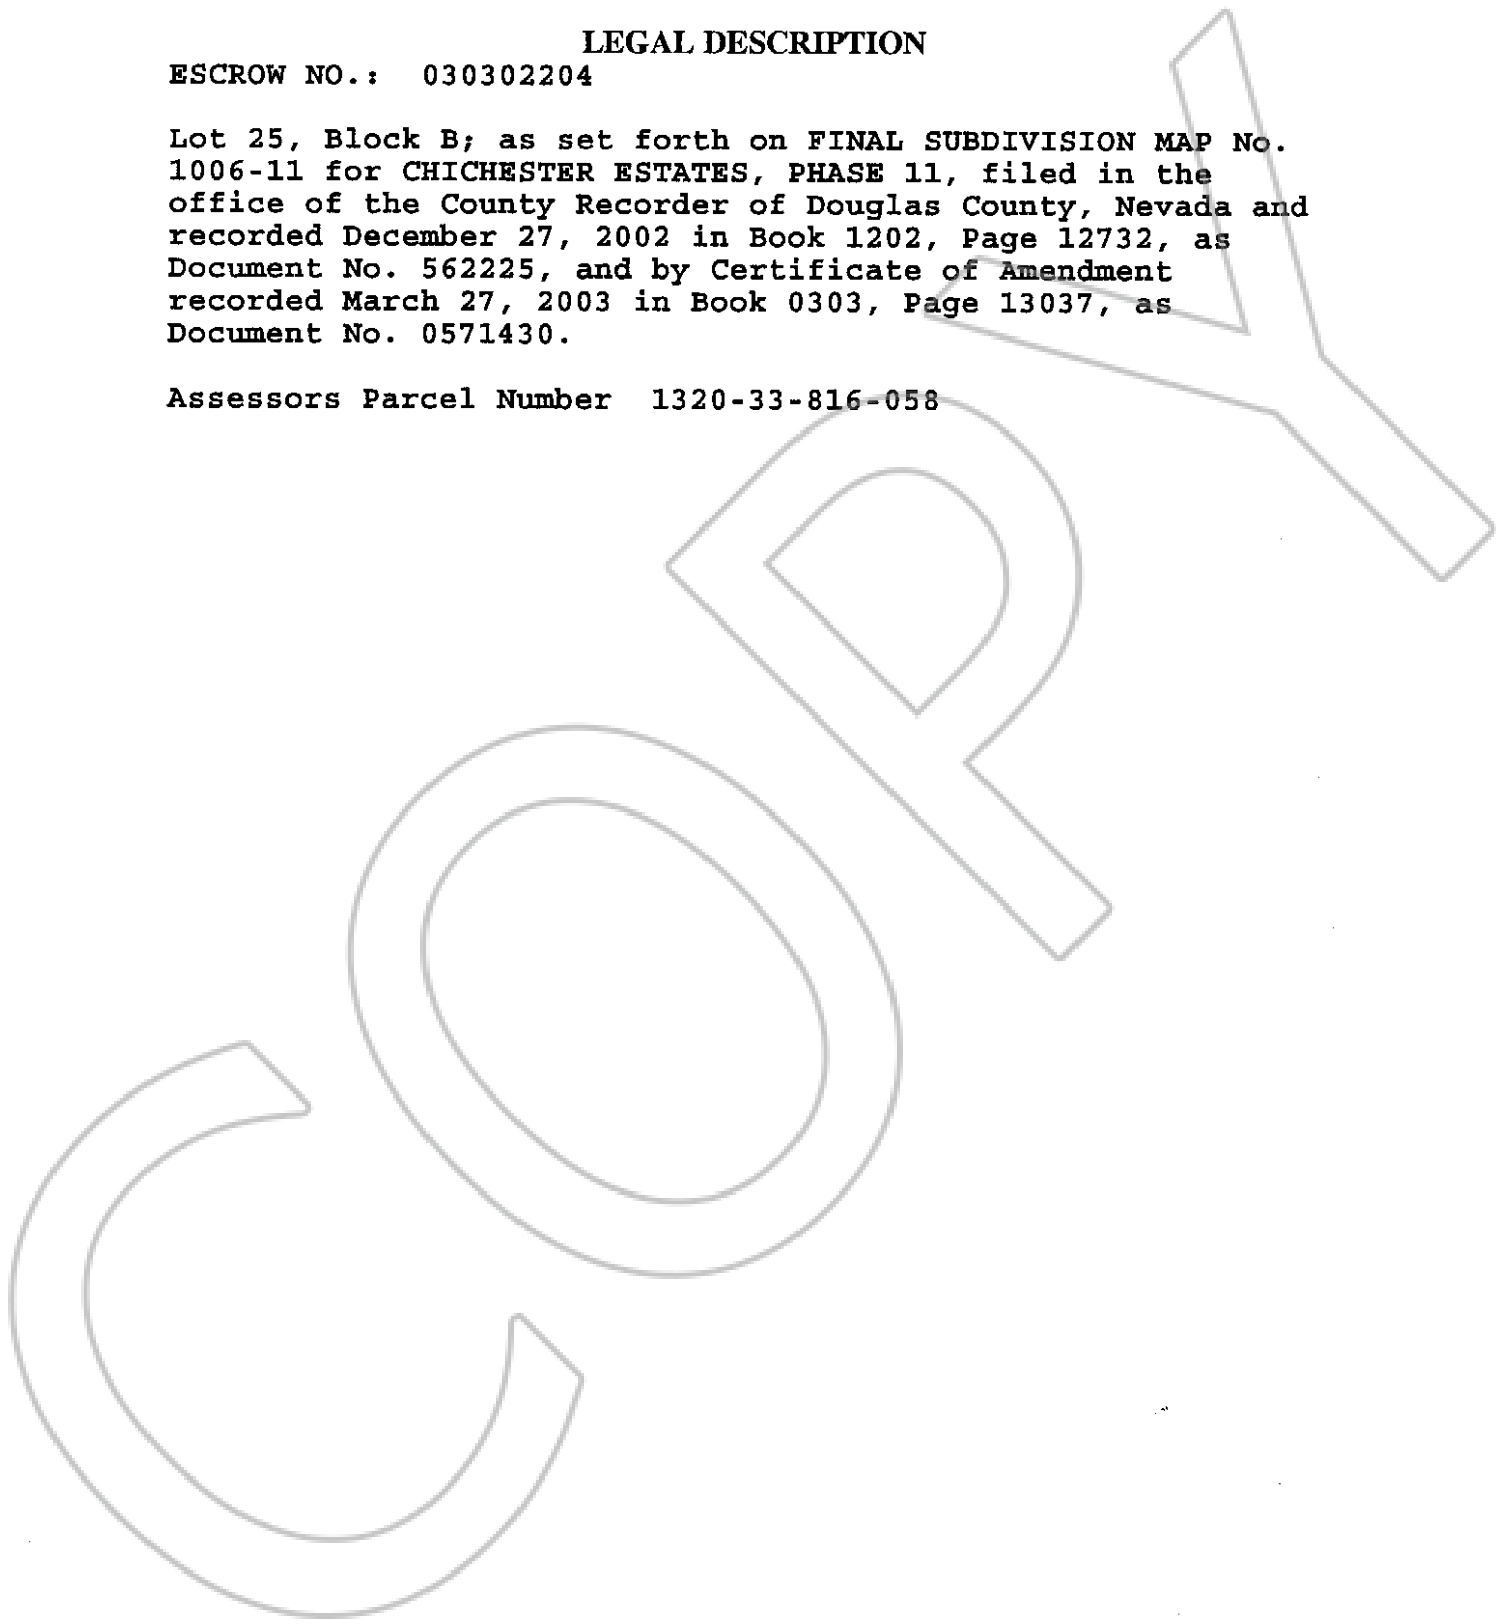 LEGAL DESCRIPTION
ESCROW NO.: 030302204
Lot 25, Block B; as set forth on FINAL SUBDIVISION MAP No.
1006-11 for CHICHESTER ESTATES, PHASE 11, filed in the
office of the County Recorder of Douglas County, Nevada and
recorded December 27, 2002 in Book 1202, Page 12732, as
Document No. 562225, and by Certificate of Amendment
recorded March 27, 2003 in Book 0303, Page 13037, as
Document No. 0571430.
Assessors Parcel Number 1320-33-816-058
COPY